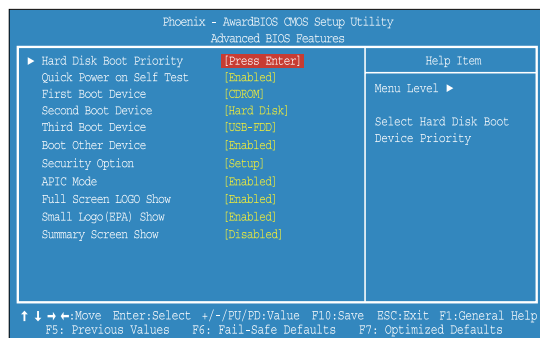 Phoenix - AwardBIOS CMOS Setup Utility
Advanced BIOS Features
▶ Hard Disk Boot Priority [Press Enter]
Quick Power on Self Test [Enabled]
First Boot Device [CDROM]
Second Boot Device [Hard Disk]
Third Boot Device [USB-FDD]
Boot Other Device [Enabled]
Security Option [Setup]
APIC Mode [Enabled]
Full Screen LOGO Show [Enabled]
Small Logo(EPA) Show [Enabled]
Summary Screen Show [Disabled]
Help Item
Menu Level ▶
Select Hard Disk Boot
Device Priority
↑ ↓ → ←:Move Enter:Select +/-/PU/PD:Value F10:Save ESC:Exit F1:General Help
F5: Previous Values F6: Fail-Safe Defaults F7: Optimized Defaults